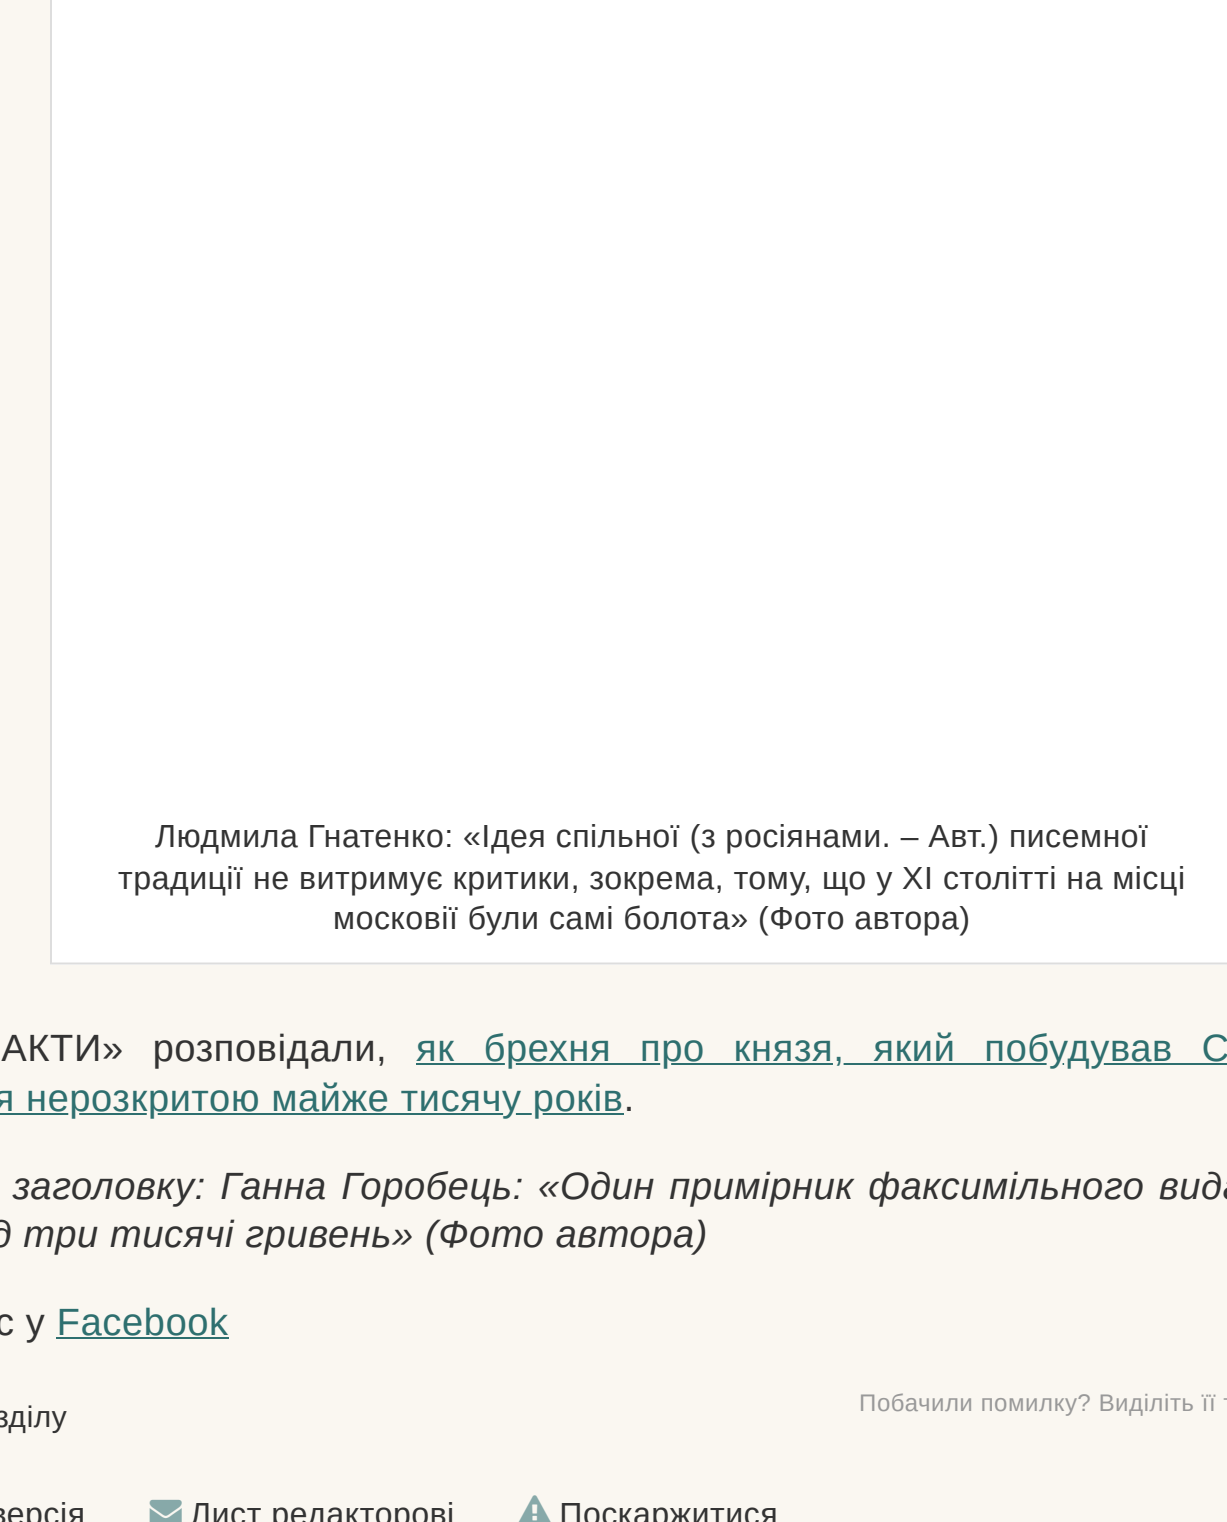 Людмила Гнатенко: «Ідея спільної (з росіянами. – Авт.) писемної
традиції не витримує критики, зокрема, тому, що у XI столітті на місці
московії були самі болота» (Фото автора)
АКТИ» розповідали, як брехня про князя, який побудував С
я нерозкритою майже тисячу років.
заголовку: Ганна Горобець: «Один примірник факсимільного вида
д три тисячі гривень» (Фото автора)
с у Facebook
Побачили помилку? Виділіть її
зділу
версія Лист редакторові Поскаржитися